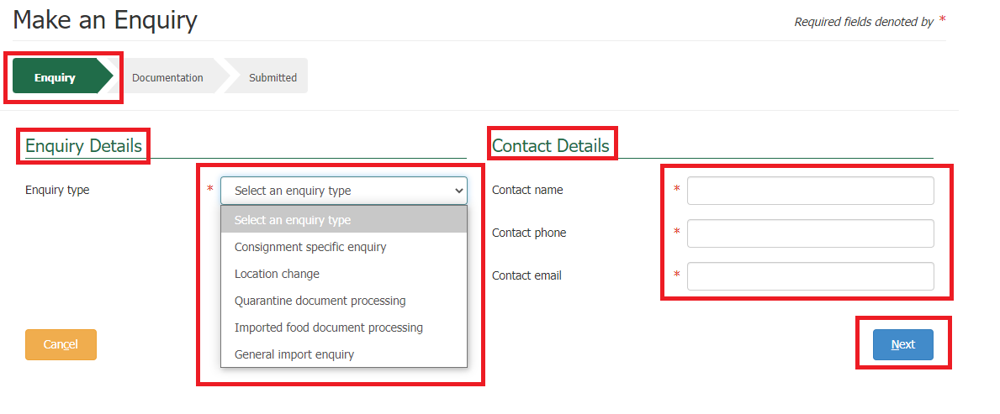 Make an Enquiry
Required fields denoted by *
Enquiry
Documentation
Submitted
Enquiry Details
Enquiry type
*
Select an enquiry type
Select an enquiry type
Consignment specific enquiry
Location change
Quarantine document processing
Imported food document processing
General import enquiry
Contact Details
Contact name *
Contact phone *
Contact email *
Cancel
Next